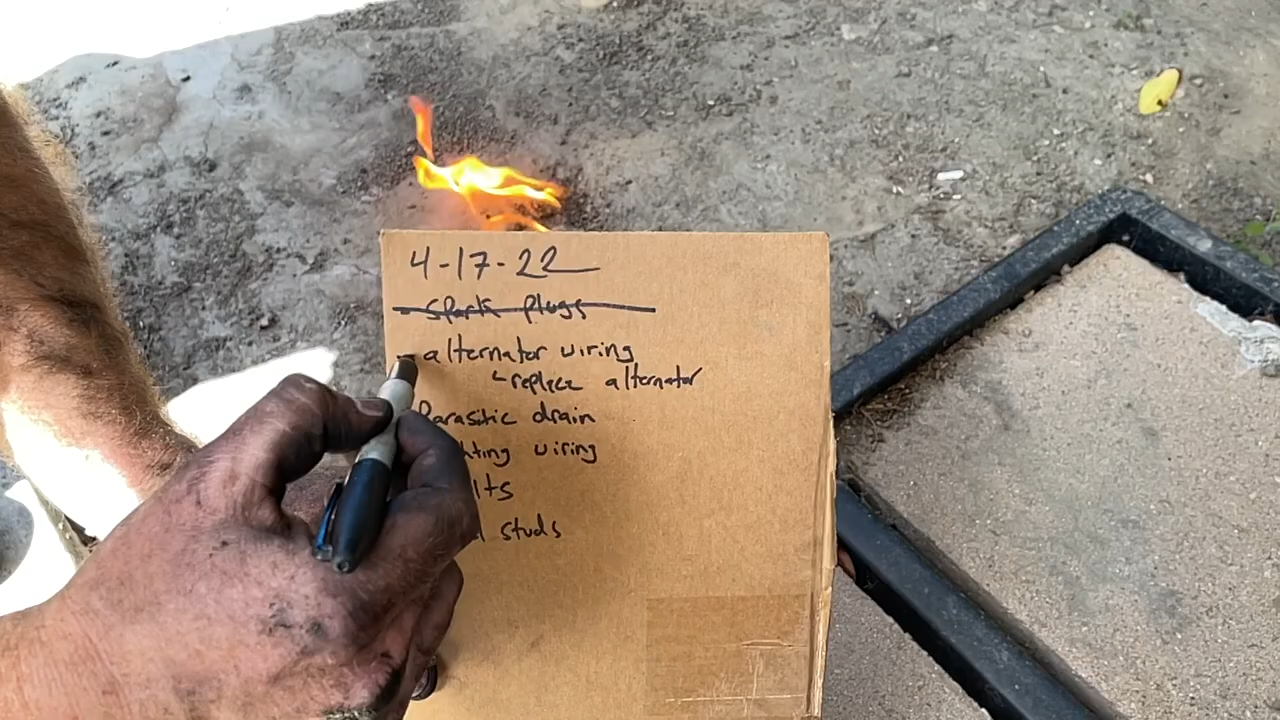 4-17-22
- Spark plugs
- alternator wiring
replace alternator
Parasitic drain
wiring
studs